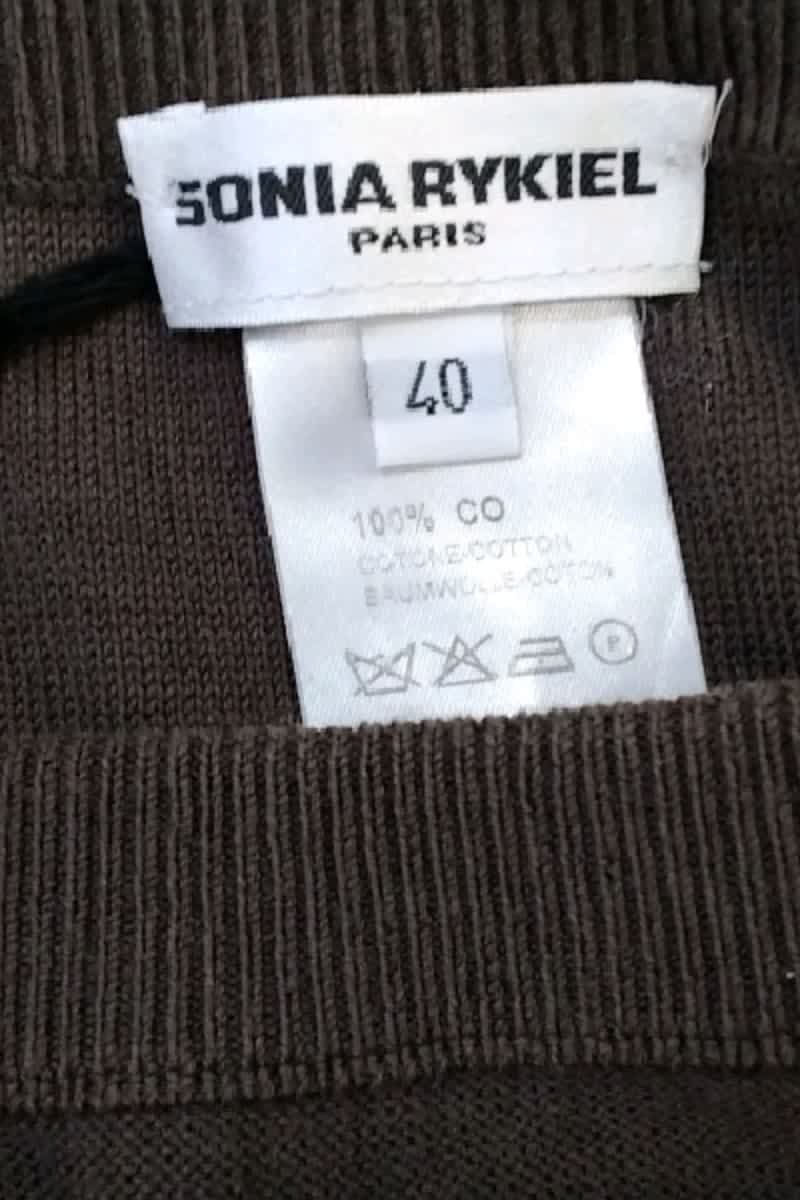 SONIA RYKIEL
PARIS
40
100% CO
COTONE-COTTON
BAUMWOLLE-COTON
P